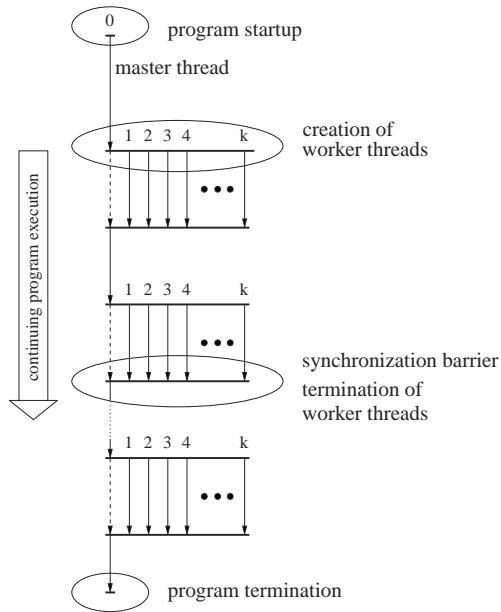 0
program startup
master thread
1 2 3 4 k
creation of
worker threads
continuing program execution
1 2 3 4 k
synchronization barrier
termination of
worker threads
1 2 3 4 k
program termination